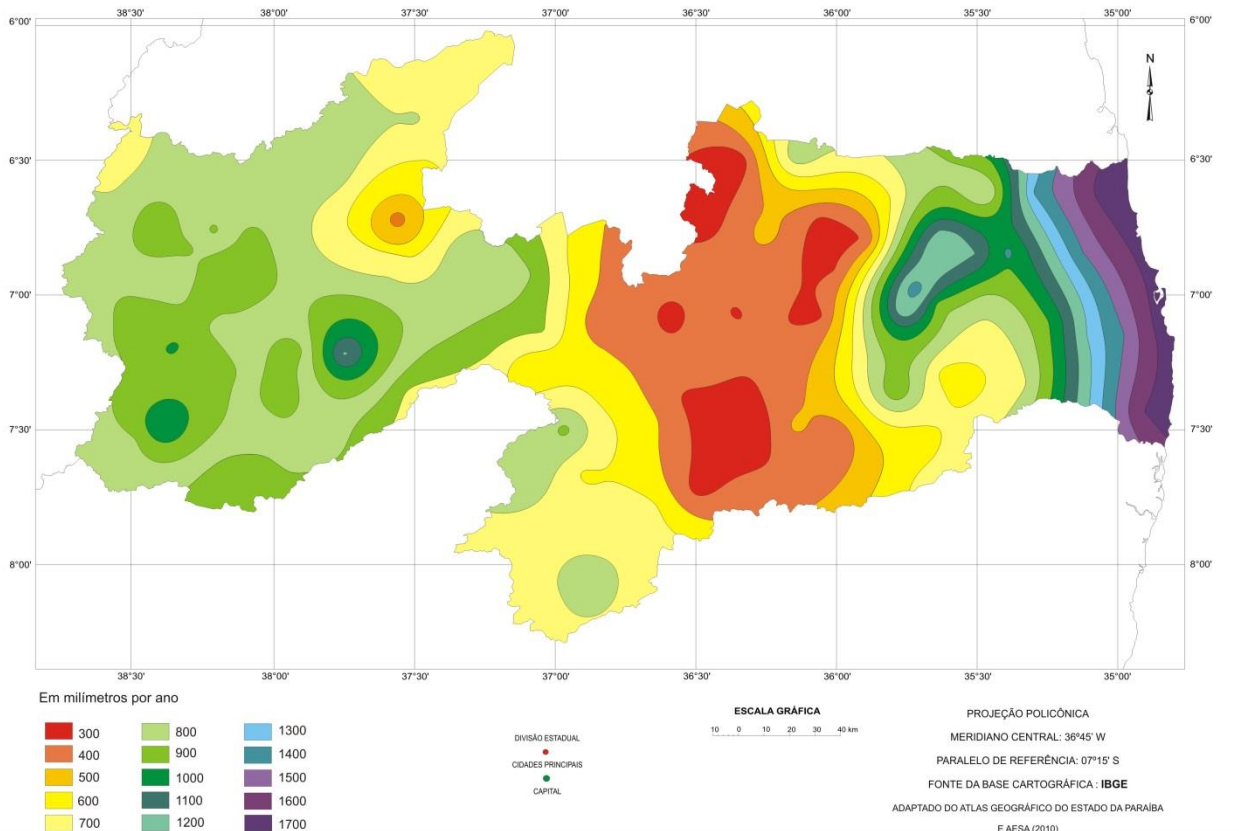 38°30' 38°00' 37°30' 37°00' 36°30' 36°00' 35°30' 35°00'
6°00' 6°00'
N
6°30' 6°30'
7°00' 7°00'
7°30' 7°30'
8°00' 8°00'
38°30' 38°00' 37°30' 37°00' 36°30' 36°00' 35°30' 35°00'
Em milímetros por ano
300 800 1300
400 900 1400
500 1000 1500
600 1100 1600
700 1200 1700
DIVISÃO ESTADUAL
CIDADES PRINCIPAIS
CAPITAL
ESCALA GRÁFICA
10 0 10 20 30 40 km
PROJEÇÃO POLICÔNICA
MERIDIANO CENTRAL: 36º45' W
PARALELO DE REFERÊNCIA: 07º15' S
FONTE DA BASE CARTOGRÁFICA : IBGE
ADAPTADO DO ATLAS GEOGRÁFICO DO ESTADO DA PARAÍBA
E AESA (2010)